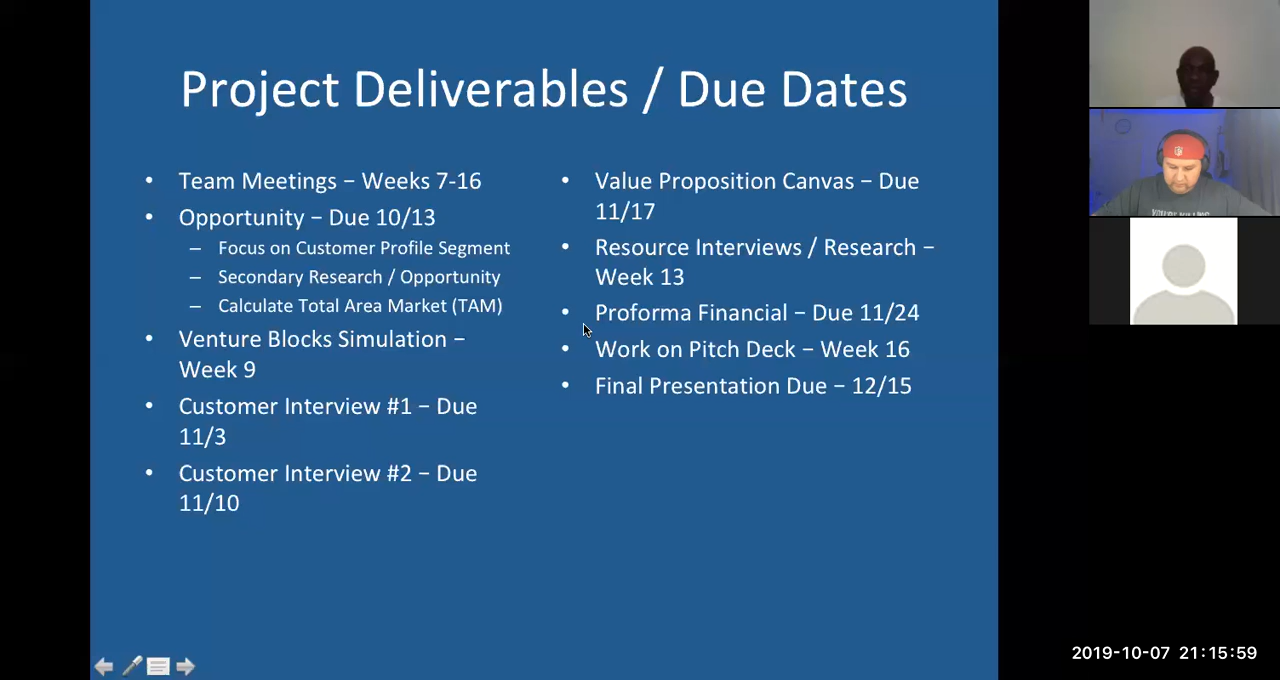 Project Deliverables / Due Dates
• Team Meetings – Weeks 7-16
• Opportunity – Due 10/13
– Focus on Customer Profile Segment
– Secondary Research / Opportunity
– Calculate Total Area Market (TAM)
• Venture Blocks Simulation –
Week 9
• Customer Interview #1 – Due
11/3
• Customer Interview #2 – Due
11/10
• Value Proposition Canvas – Due
11/17
• Resource Interviews / Research –
Week 13
• Proforma Financial – Due 11/24
• Work on Pitch Deck – Week 16
• Final Presentation Due – 12/15
2019-10-07 21:15:59